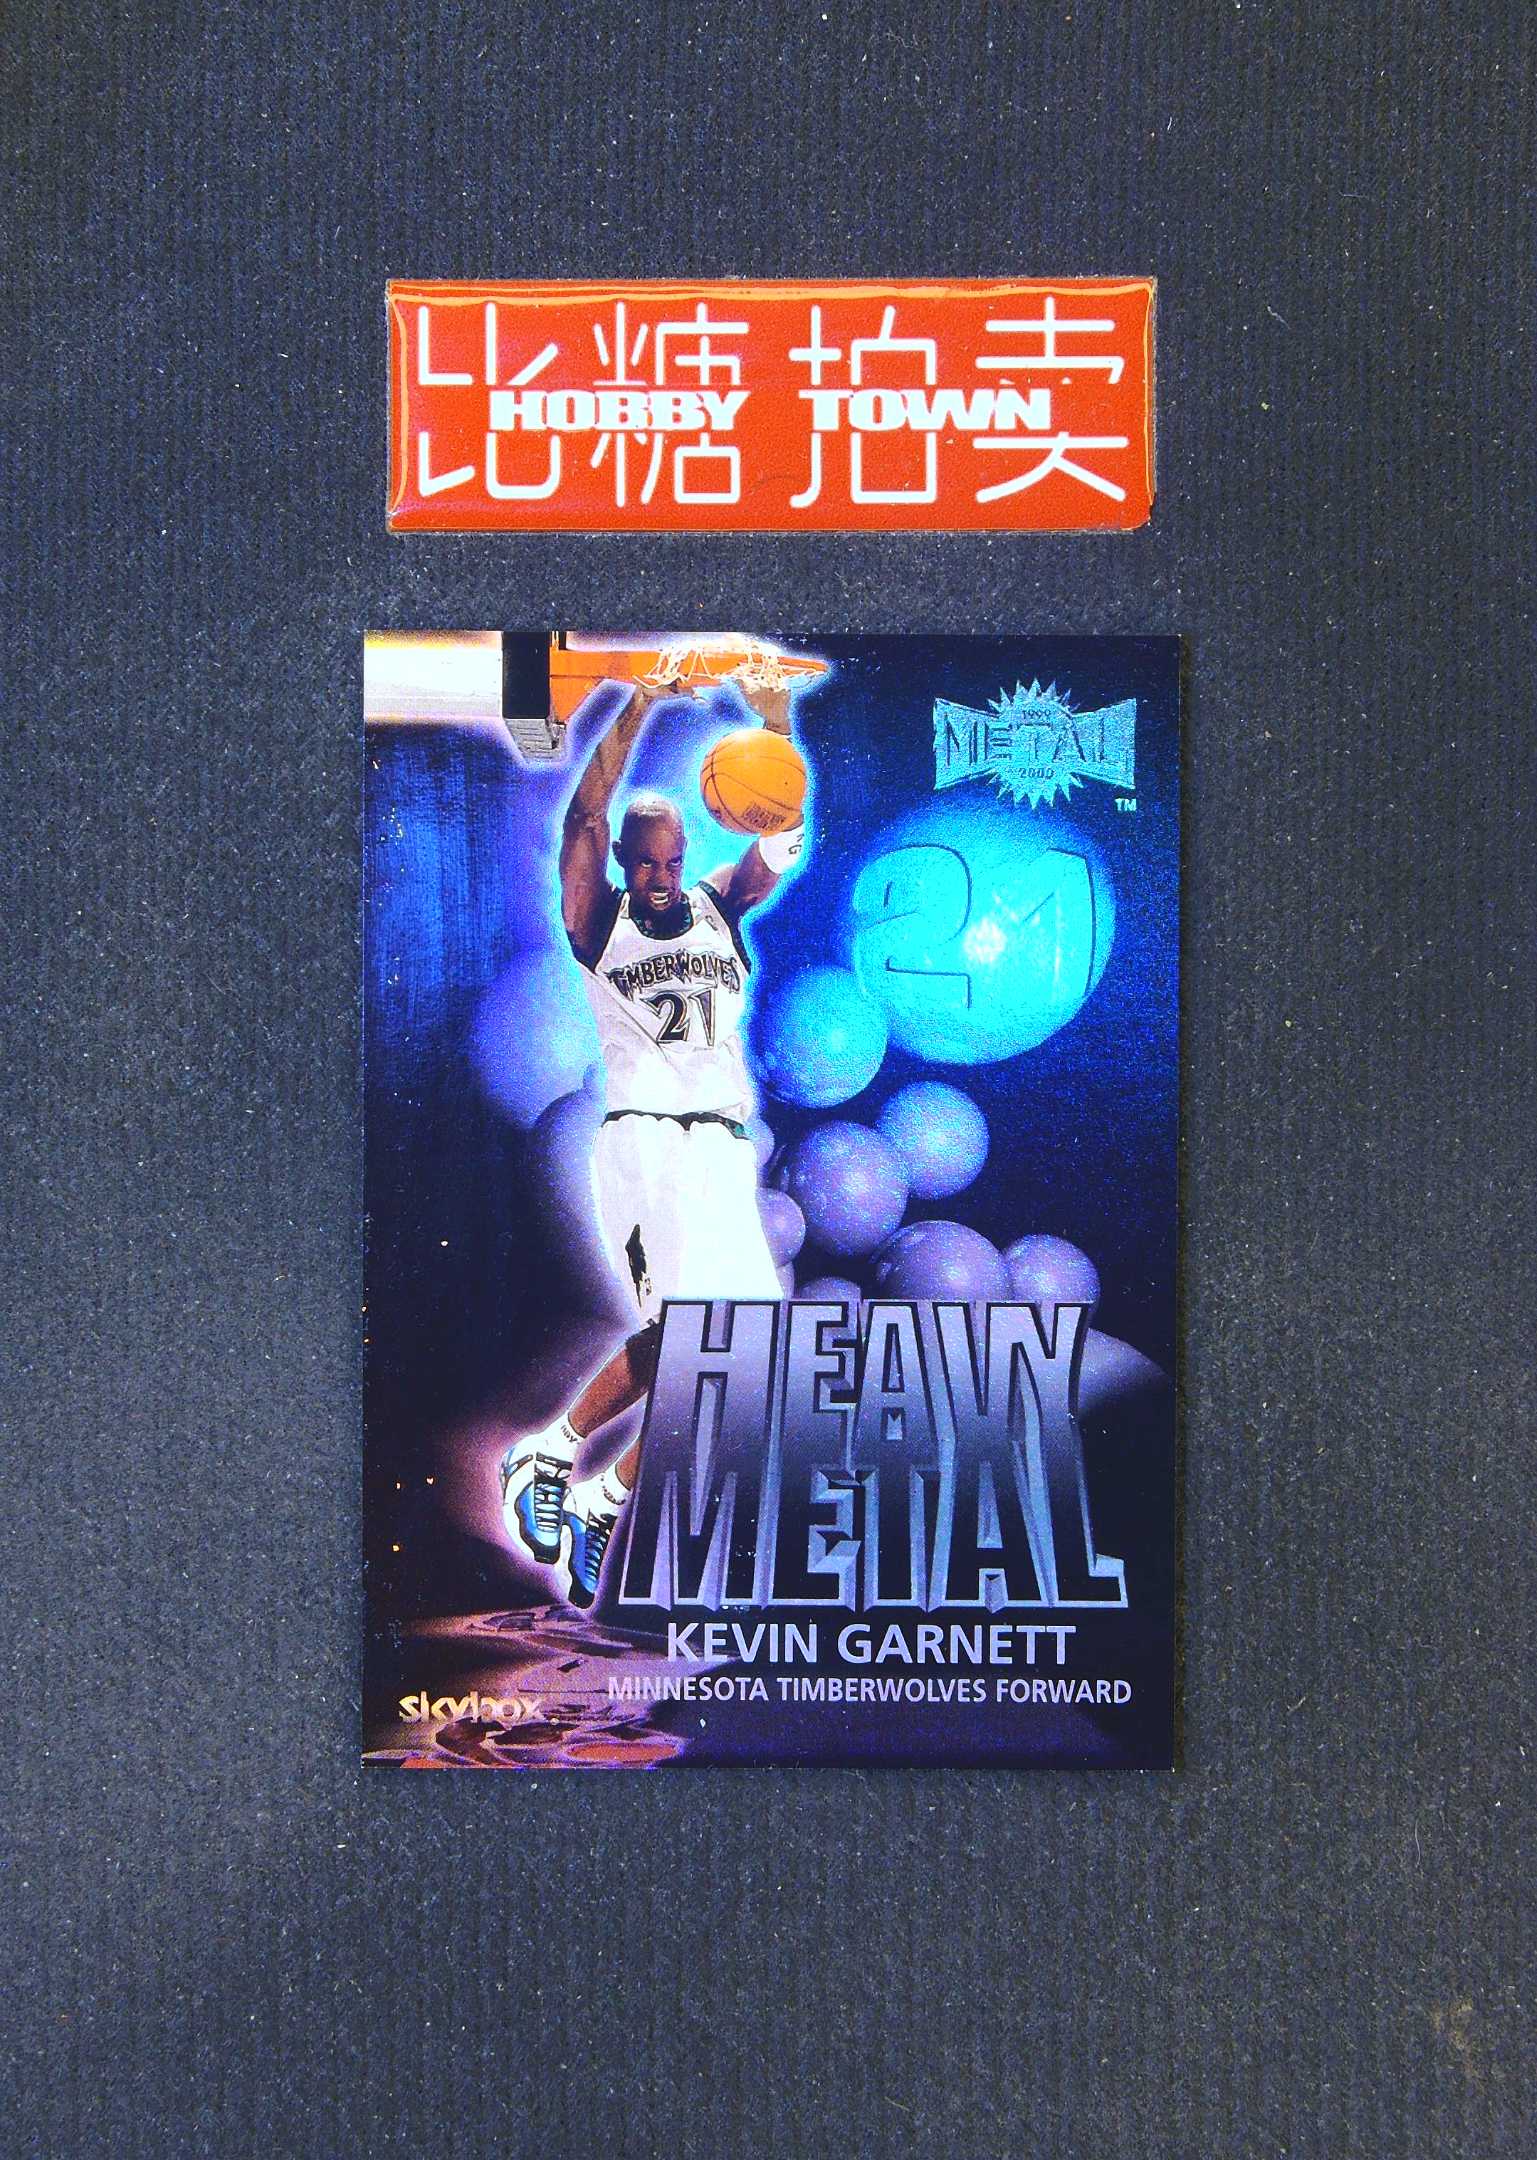 比糖拍卖
HOBBY TOWN
1999
METAL
2000
TM
21
TIMBERWOLVES
21
HEAVY
METAL
KEVIN GARNETT
MINNESOTA TIMBERWOLVES FORWARD
skybox